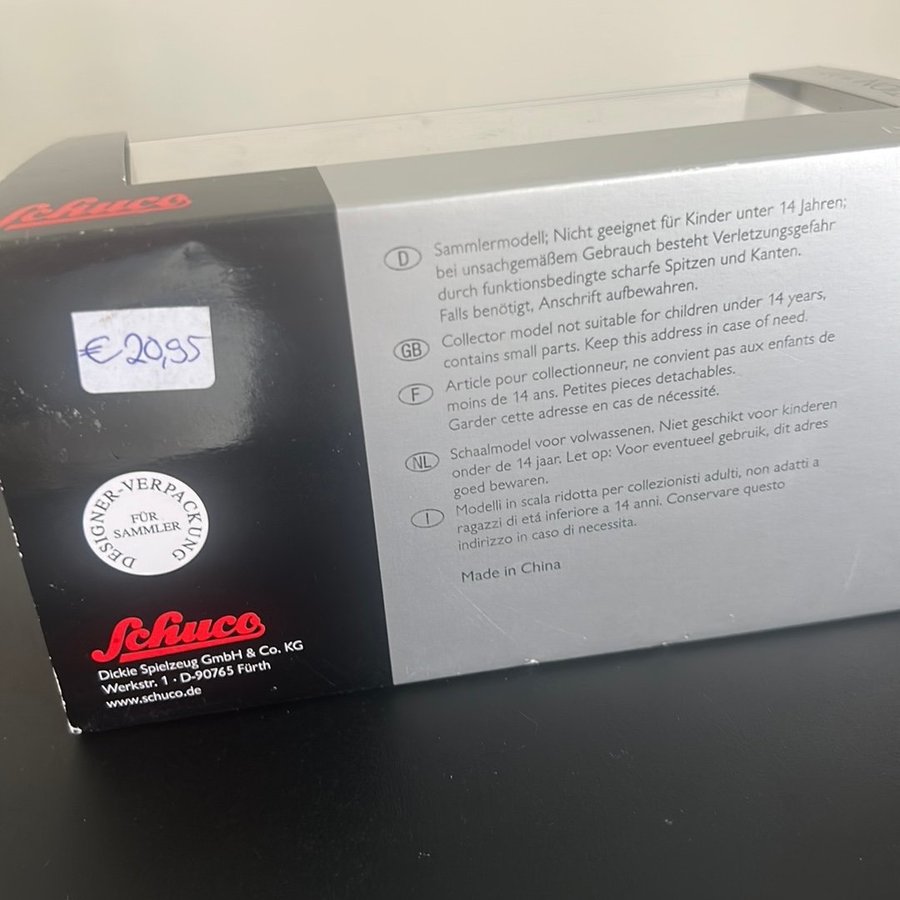 Schuco
€20,95
DESIGNER-VERPACKUNG
FÜR
SAMMLER
Schuco
Dickie Spielzeug GmbH & Co. KG
Werkstr. 1 · D-90765 Fürth
www.schuco.de
D
Sammlermodell; Nicht geeignet für Kinder unter 14 Jahren;
bei unsachgemäßem Gebrauch besteht Verletzungsgefahr
durch funktionsbedingte scharfe Spitzen und Kanten.
Falls benötigt, Anschrift aufbewahren.
GB
Collector model not suitable for children under 14 years,
contains small parts. Keep this address in case of need.
F
Article pour collectionneur, ne convient pas aux enfants de
moins de 14 ans. Petites pieces detachables.
Garder cette adresse en cas de nécessité.
NL
Schaalmodel voor volwassenen. Niet geschikt voor kinderen
onder de 14 jaar. Let op: Voor eventueel gebruik, dit adres
goed bewaren.
I
Modelli in scala ridotta per collezionisti adulti, non adatti a
ragazzi di etá inferiore a 14 anni. Conservare questo
indirizzo in caso di necessita.
Made in China